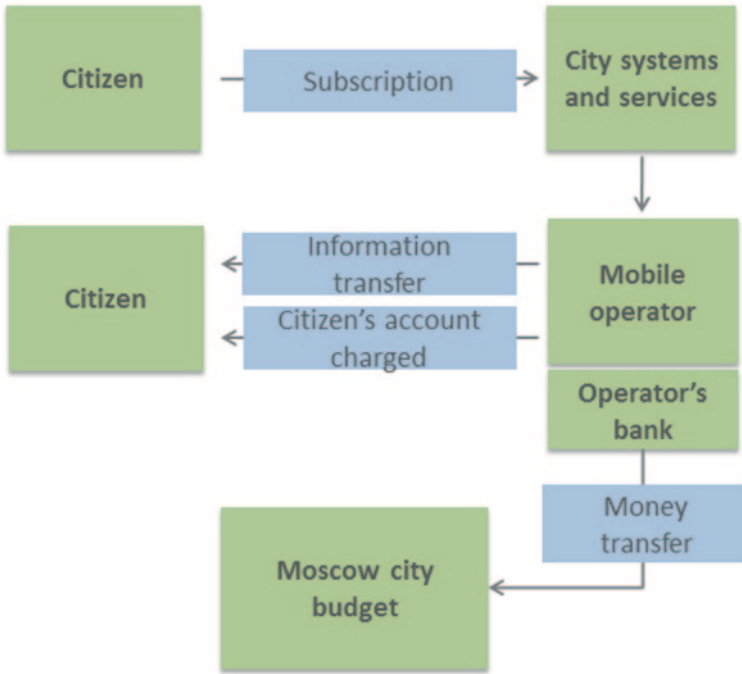 Citizen
Subscription
City systems
and services
Citizen
Information
transfer
Citizen’s account
charged
Mobile
operator
Operator’s
bank
Money
transfer
Moscow city
budget